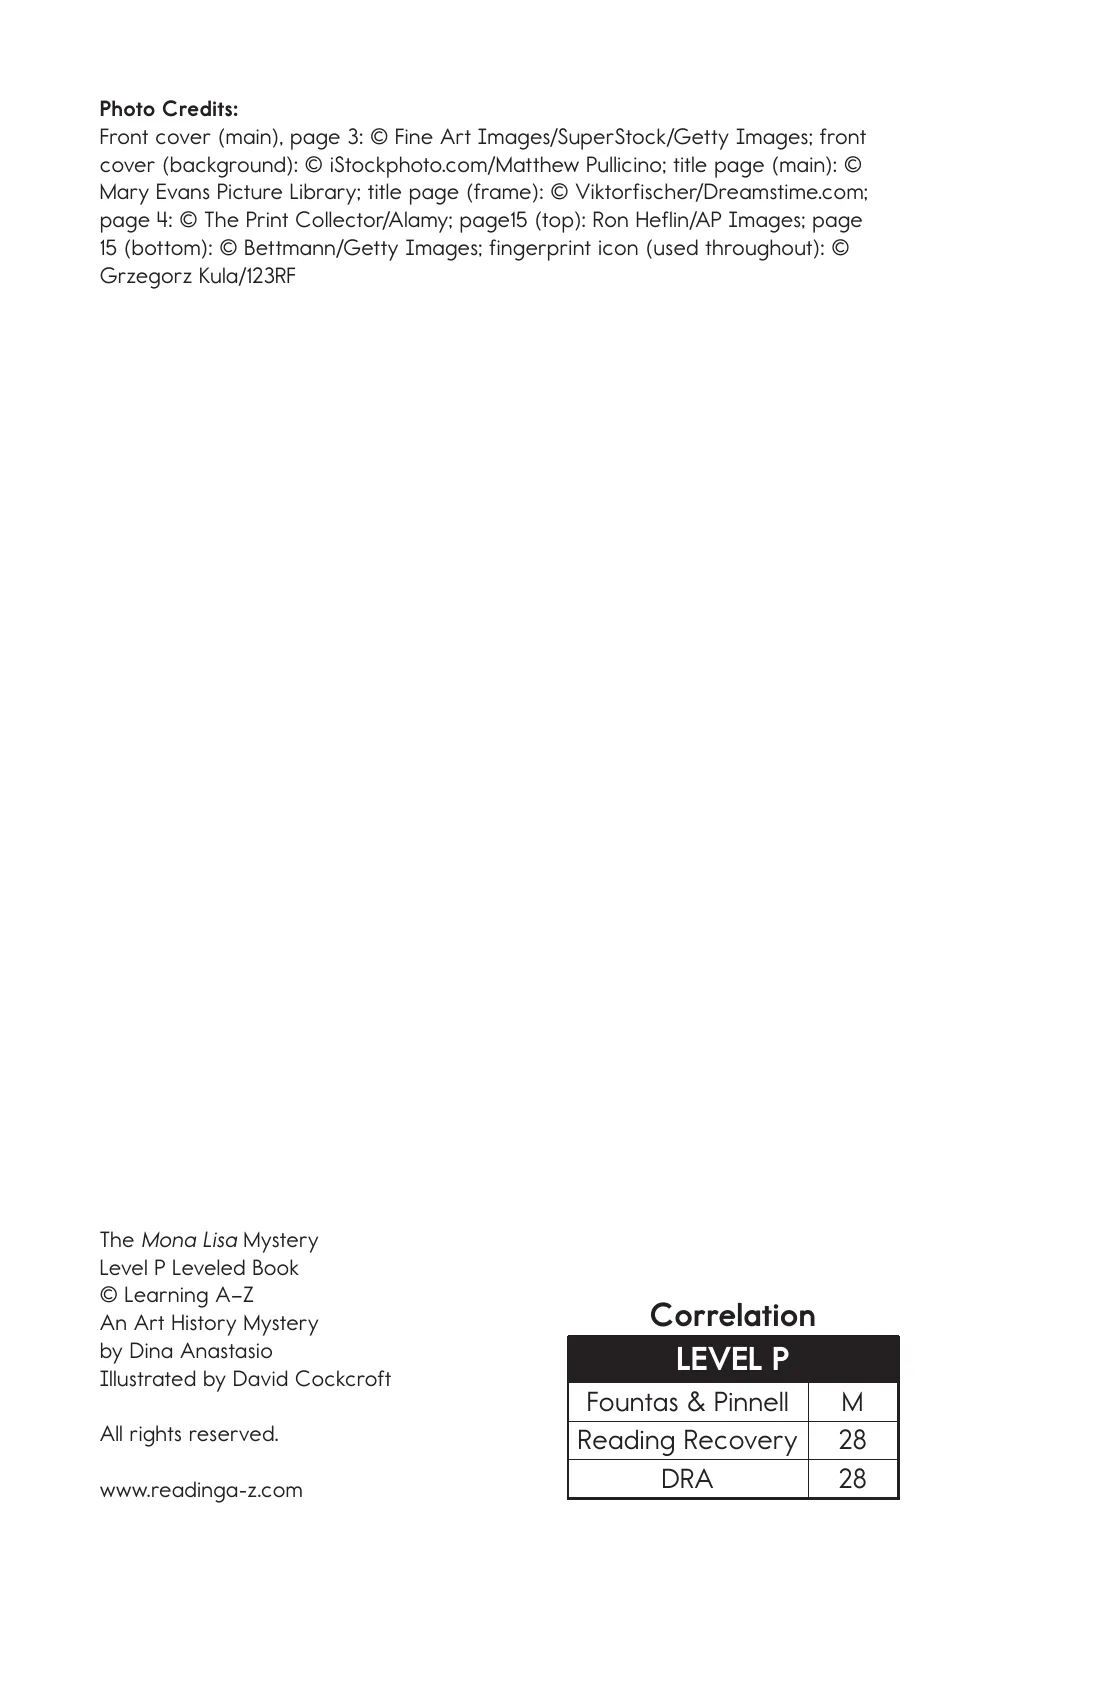 Photo Credits:
Front cover (main), page 3: © Fine Art Images/SuperStock/Getty Images; front
cover (background): © iStockphoto.com/Matthew Pullicino; title page (main): ©
Mary Evans Picture Library; title page (frame): © Viktorfischer/Dreamstime.com;
page 4: © The Print Collector/Alamy; page15 (top): Ron Heflin/AP Images; page
15 (bottom): © Bettmann/Getty Images; fingerprint icon (used throughout): ©
Grzegorz Kula/123RF
The Mona Lisa Mystery
Level P Leveled Book
© Learning A–Z
An Art History Mystery
by Dina Anastasio
Illustrated by David Cockcroft
All rights reserved.
www.readinga-z.com
Correlation
LEVEL P
Fountas & Pinnell M
Reading Recovery 28
DRA 28